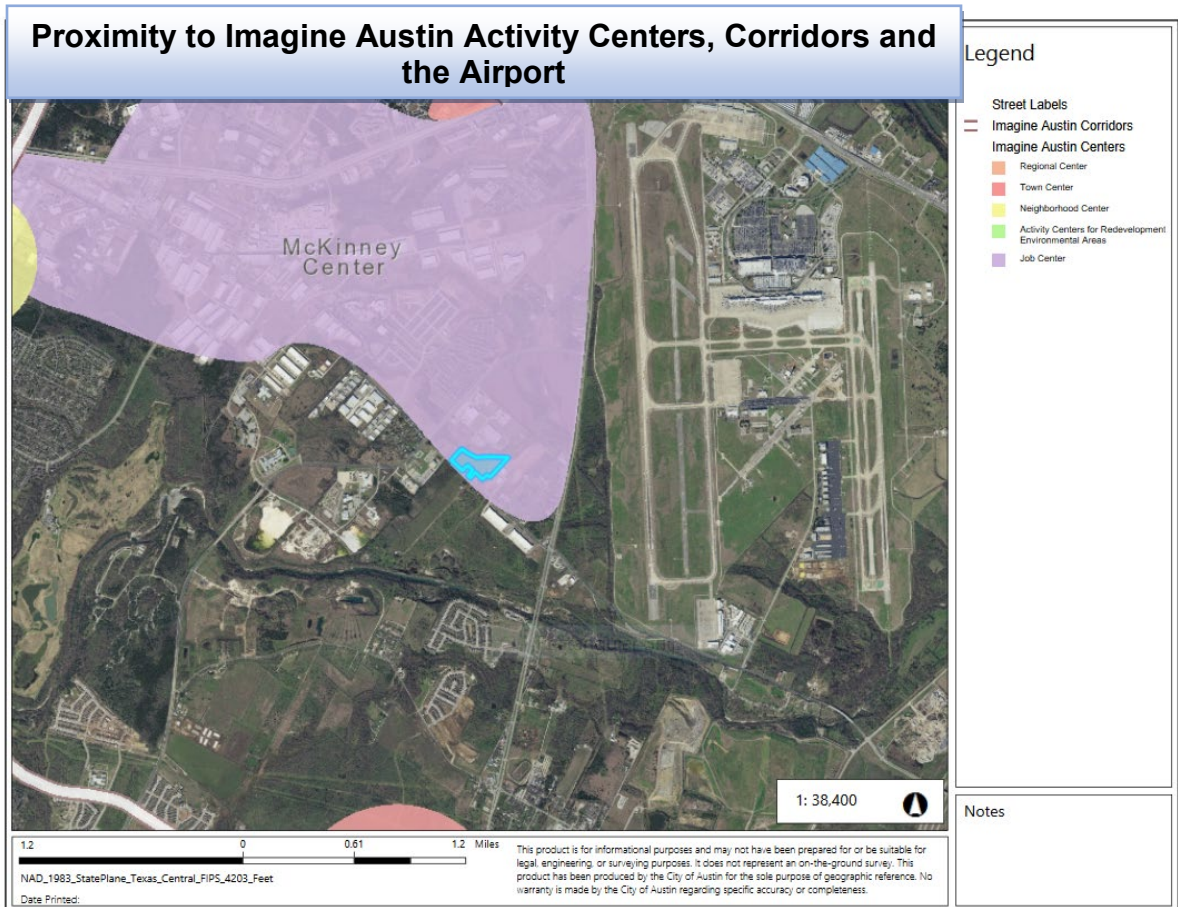 Proximity to Imagine Austin Activity Centers, Corridors and
the Airport
Legend
Street Labels
Imagine Austin Corridors
Imagine Austin Centers
Regional Center
Town Center
Neighborhood Center
Activity Centers for Redevelopment
Environmental Areas
Job Center
McKinney
Center
1: 38,400
Notes
1.2 0 0.61 1.2 Miles
NAD_1983_StatePlane_Texas_Central_FIPS_4203_Feet
Date Printed:
This product is for informational purposes and may not have been prepared for or be suitable for
legal, engineering, or surveying purposes. It does not represent an on-the-ground survey. This
product has been produced by the City of Austin for the sole purpose of geographic reference. No
warranty is made by the City of Austin regarding specific accuracy or completeness.